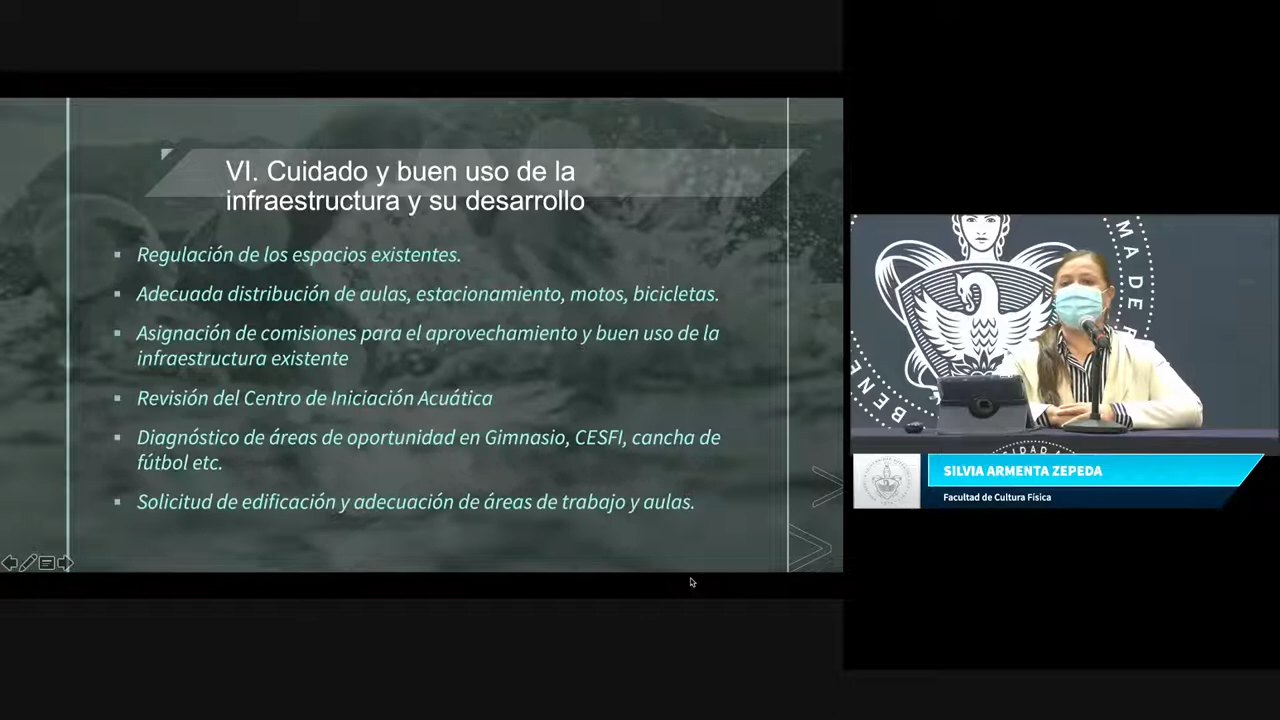 VI. Cuidado y buen uso de la
infraestructura y su desarrollo
Regulación de los espacios existentes.
Adecuada distribución de aulas, estacionamiento, motos, bicicletas.
Asignación de comisiones para el aprovechamiento y buen uso de la
infraestructura existente
Revisión del Centro de Iniciación Acuática
Diagnóstico de áreas de oportunidad en Gimnasio, CESFI, cancha de
fútbol etc.
Solicitud de edificación y adecuación de áreas de trabajo y aulas.
MA DE
BENE
SILVIA ARMENTA ZEPEDA
Facultad de Cultura Física